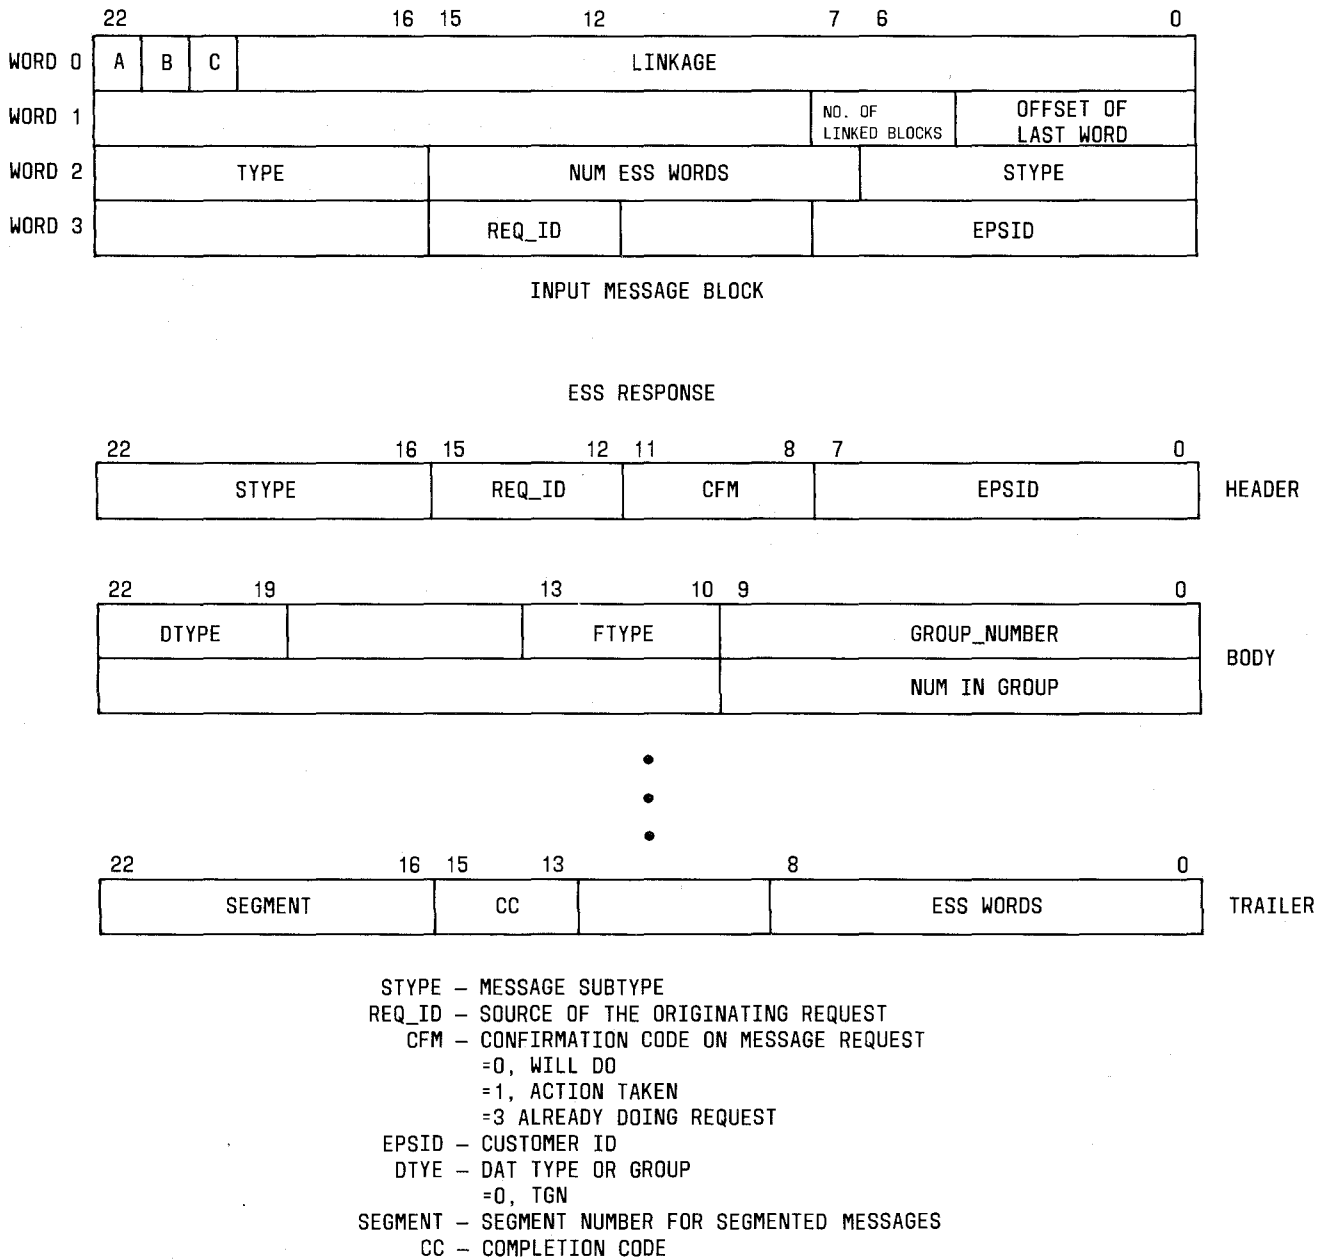 22 16 15 12 7 6 0
WORD 0 A B C LINKAGE
WORD 1 NO. OF LINKED BLOCKS OFFSET OF LAST WORD
WORD 2 TYPE NUM ESS WORDS STYPE
WORD 3 REQ_ID EPSID
INPUT MESSAGE BLOCK
ESS RESPONSE
22 16 15 12 11 8 7 0
STYPE REQ_ID CFM EPSID HEADER
22 19 13 10 9 0
DTYPE FTYPE GROUP_NUMBER
BODY
NUM IN GROUP
22 16 15 13 8 0
SEGMENT CC ESS WORDS TRAILER
STYPE – MESSAGE SUBTYPE
REQ_ID – SOURCE OF THE ORIGINATING REQUEST
CFM – CONFIRMATION CODE ON MESSAGE REQUEST
=0, WILL DO
=1, ACTION TAKEN
=3 ALREADY DOING REQUEST
EPSID – CUSTOMER ID
DTYE – DAT TYPE OR GROUP
=0, TGN
SEGMENT – SEGMENT NUMBER FOR SEGMENTED MESSAGES
CC – COMPLETION CODE